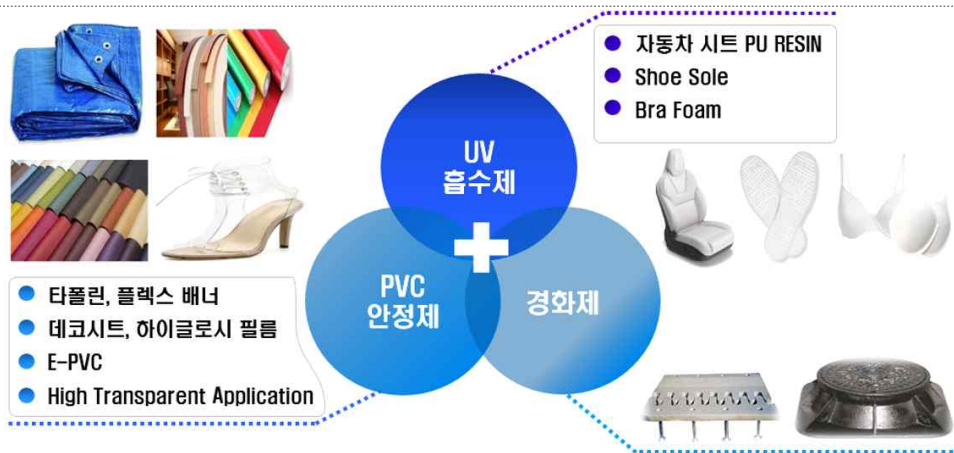 자동차 시트 PU RESIN
Shoe Sole
Bra Foam
UV
흡수제
PVC
안정제
경화제
타폴린, 플렉스 배너
데코시트, 하이글로시 필름
E-PVC
High Transparent Application